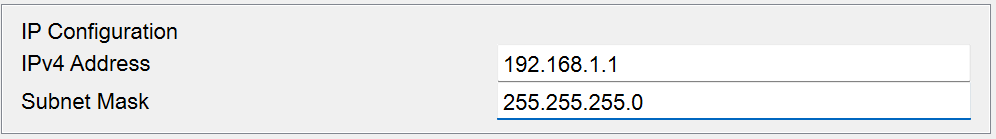 IP Configuration
IPv4 Address 192.168.1.1
Subnet Mask 255.255.255.0